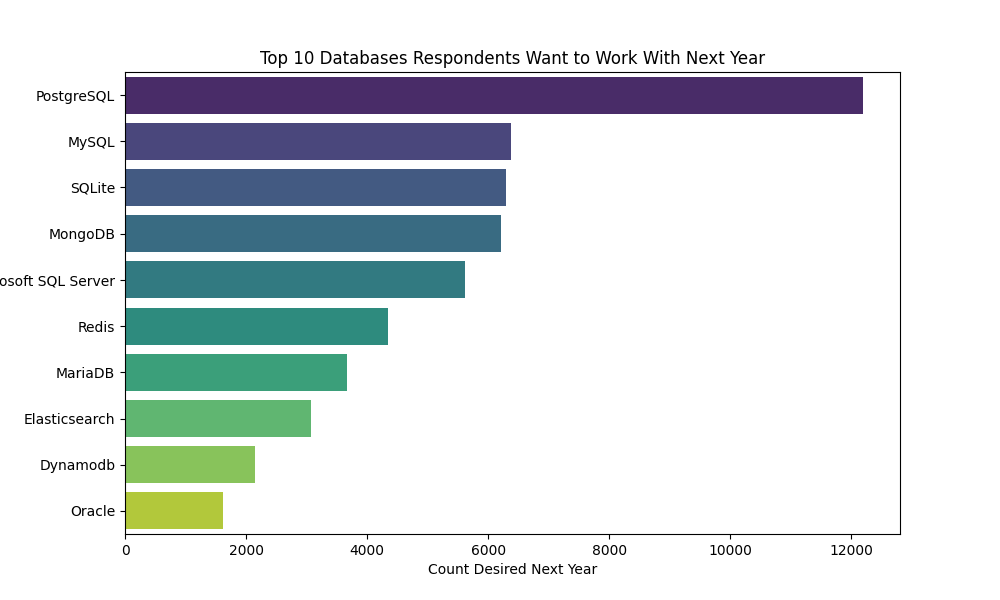 Top 10 Databases Respondents Want to Work With Next Year
PostgreSQL
MySQL
SQLite
MongoDB
osoft SQL Server
Redis
MariaDB
Elasticsearch
Dynamodb
Oracle
0 2000 4000 6000 8000 10000 12000
Count Desired Next Year